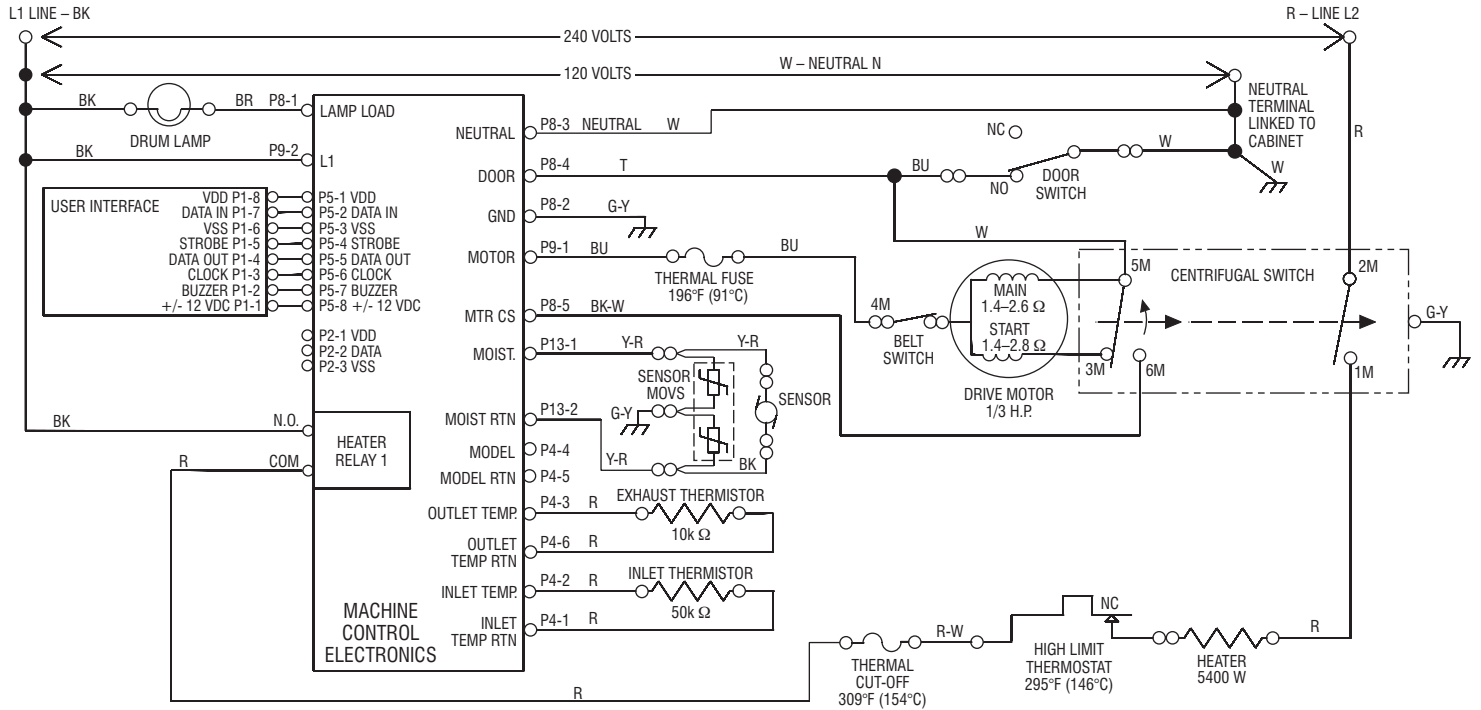 L1 LINE – BK
R – LINE L2
240 VOLTS
120 VOLTS
W – NEUTRAL N
NEUTRAL
TERMINAL
LINKED TO
CABINET
BK
BR
P8-1
LAMP LOAD
DRUM LAMP
BK
P9-2
L1
NEUTRAL
P8-3
NEUTRAL
W
NC
R
DOOR
P8-4
T
BU
NO
DOOR
SWITCH
W
W
USER INTERFACE
VDD P1-8
P5-1 VDD
DATA IN P1-7
P5-2 DATA IN
VSS P1-6
P5-3 VSS
STROBE P1-5
P5-4 STROBE
DATA OUT P1-4
P5-5 DATA OUT
CLOCK P1-3
P5-6 CLOCK
BUZZER P1-2
P5-7 BUZZER
+/- 12 VDC P1-1
P5-8 +/- 12 VDC
P2-1 VDD
P2-2 DATA
P2-3 VSS
GND
P8-2
G-Y
W
MOTOR
P9-1
BU
BU
THERMAL FUSE
196°F (91°C)
5M
CENTRIFUGAL SWITCH
2M
MTR CS
P8-5
BK-W
4M
BELT
SWITCH
MAIN
1.4–2.6 Ω
START
1.4–2.8 Ω
3M
6M
1M
G-Y
DRIVE MOTOR
1/3 H.P.
MOIST.
P13-1
Y-R
Y-R
SENSOR
MOVS
SENSOR
G-Y
MOIST RTN
P13-2
Y-R
BK
BK
N.O.
HEATER
RELAY 1
R
COM
MODEL
P4-4
MODEL RTN
P4-5
OUTLET TEMP.
P4-3
R
EXHAUST THERMISTOR
10k Ω
OUTLET
TEMP RTN
P4-6
R
INLET TEMP.
P4-2
R
INLET THERMISTOR
50k Ω
INLET
TEMP RTN
P4-1
R
MACHINE
CONTROL
ELECTRONICS
R
THERMAL
CUT-OFF
309°F (154°C)
R-W
NC
HIGH LIMIT
THERMOSTAT
295°F (146°C)
HEATER
5400 W
R